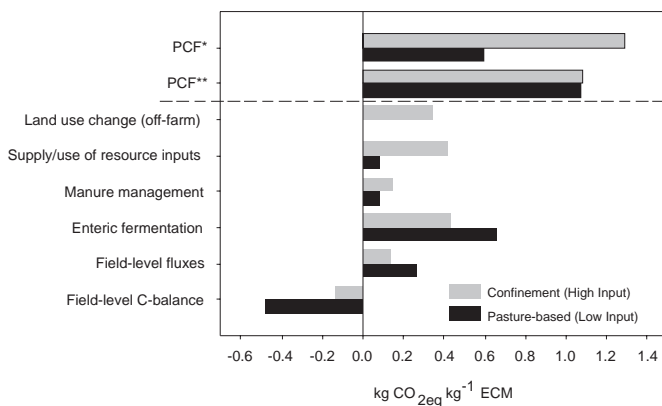 PCF*
PCF**
Land use change (off-farm)
Supply/use of resource inputs
Manure management
Enteric fermentation
Field-level fluxes
Field-level C-balance
Confinement (High Input)
Pasture-based (Low Input)
-0.6 -0.4 -0.2 0.0 0.2 0.4 0.6 0.8 1.0 1.2 1.4
kg CO2eq kg-1 ECM